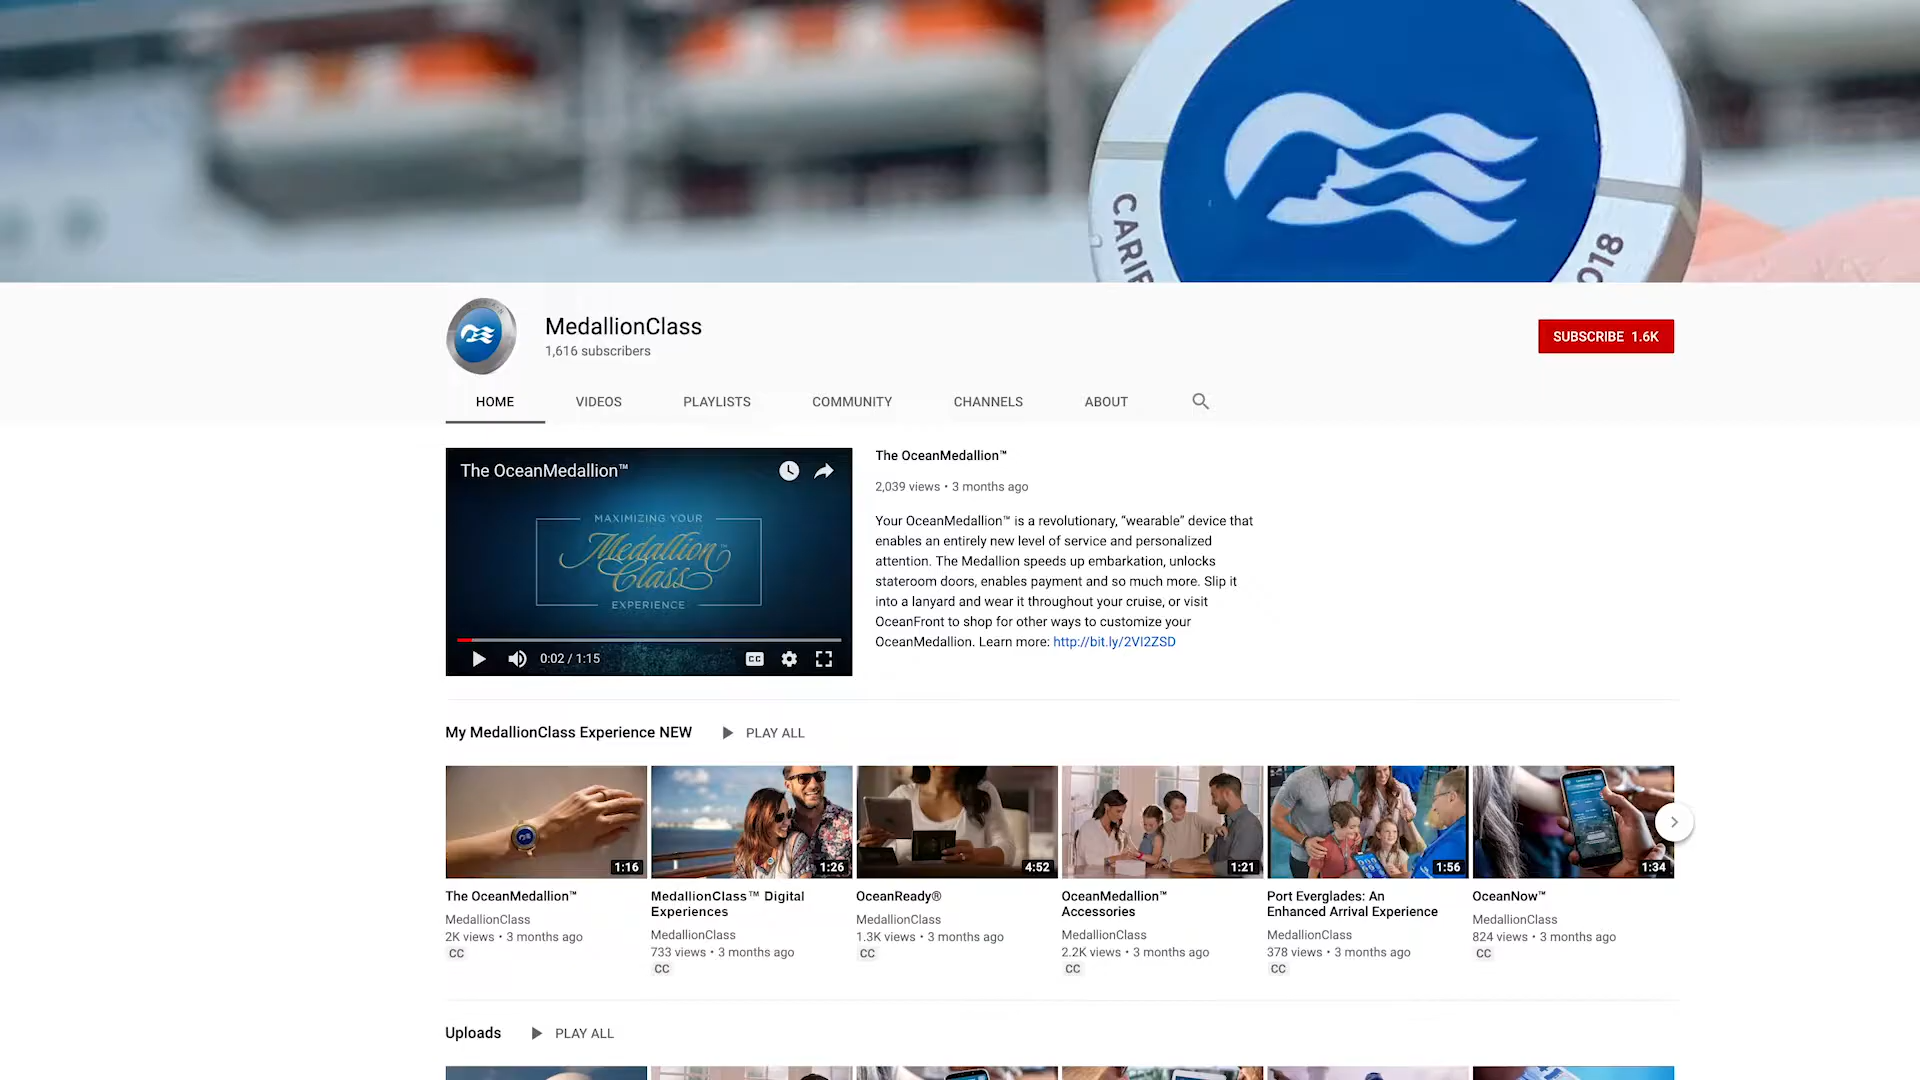 CARIB
018
MedallionClass
1,616 subscribers
SUBSCRIBE 1.6K
HOME
VIDEOS
PLAYLISTS
COMMUNITY
CHANNELS
ABOUT
The OceanMedallion™
MAXIMIZING YOUR
Medallion™
Class
EXPERIENCE
0:02 / 1:15
CC
The OceanMedallion™
2,039 views • 3 months ago
Your OceanMedallion™ is a revolutionary, “wearable” device that
enables an entirely new level of service and personalized
attention. The Medallion speeds up embarkation, unlocks
stateroom doors, enables payment and so much more. Slip it
into a lanyard and wear it throughout your cruise, or visit
OceanFront to shop for other ways to customize your
OceanMedallion. Learn more: http://bit.ly/2VI2ZSD
My MedallionClass Experience NEW
PLAY ALL
1:16
The OceanMedallion™
MedallionClass
2K views • 3 months ago
CC
1:26
MedallionClass™ Digital
Experiences
MedallionClass
733 views • 3 months ago
CC
4:52
OceanReady®
MedallionClass
1.3K views • 3 months ago
CC
1:21
OceanMedallion™
Accessories
MedallionClass
2.2K views • 3 months ago
CC
1:56
Port Everglades: An
Enhanced Arrival Experience
MedallionClass
378 views • 3 months ago
CC
1:34
OceanNow™
MedallionClass
824 views • 3 months ago
CC
Uploads
PLAY ALL